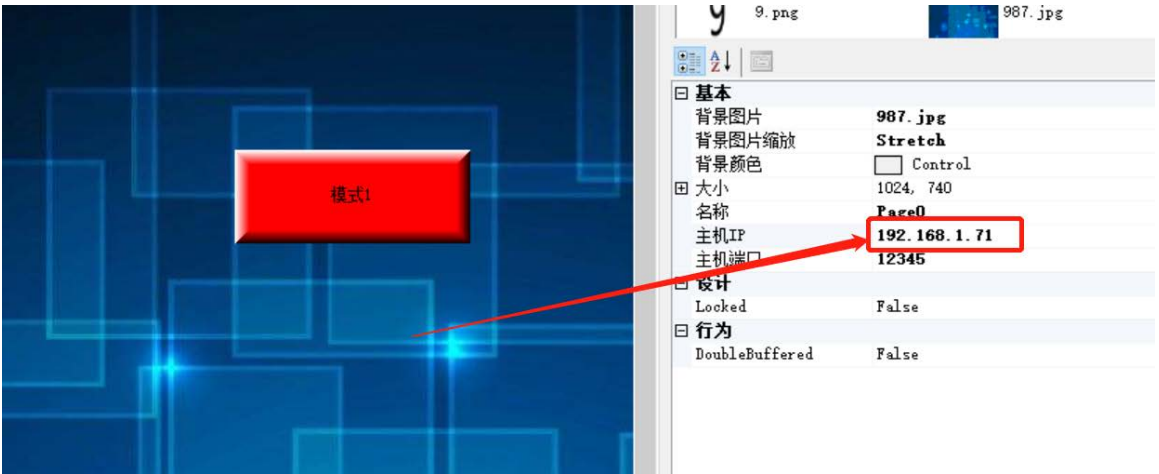 9
9.png
987.jpg
模式1
基本
背景图片 987.jpg
背景图片缩放 Stretch
背景颜色 Control
大小 1024, 740
名称 Page0
主机IP 192.168.1.71
主机端口 12345
设计
Locked False
行为
DoubleBuffered False